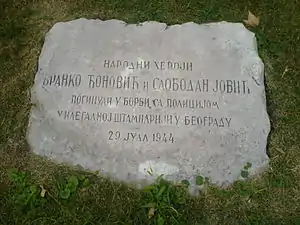 НАРОДНИ ХЕРОЈИ
БРАНКО ЂОНОВИЋ И СЛОБОДАН ЈОВИЋ
ПОГИНУЛИ У БОРБИ СА ПОЛИЦИЈОМ
У ИЛЕГАЛНОЈ ШТАМПАРИЈИ У БЕОГРАДУ
29. ЈУЛА 1944.